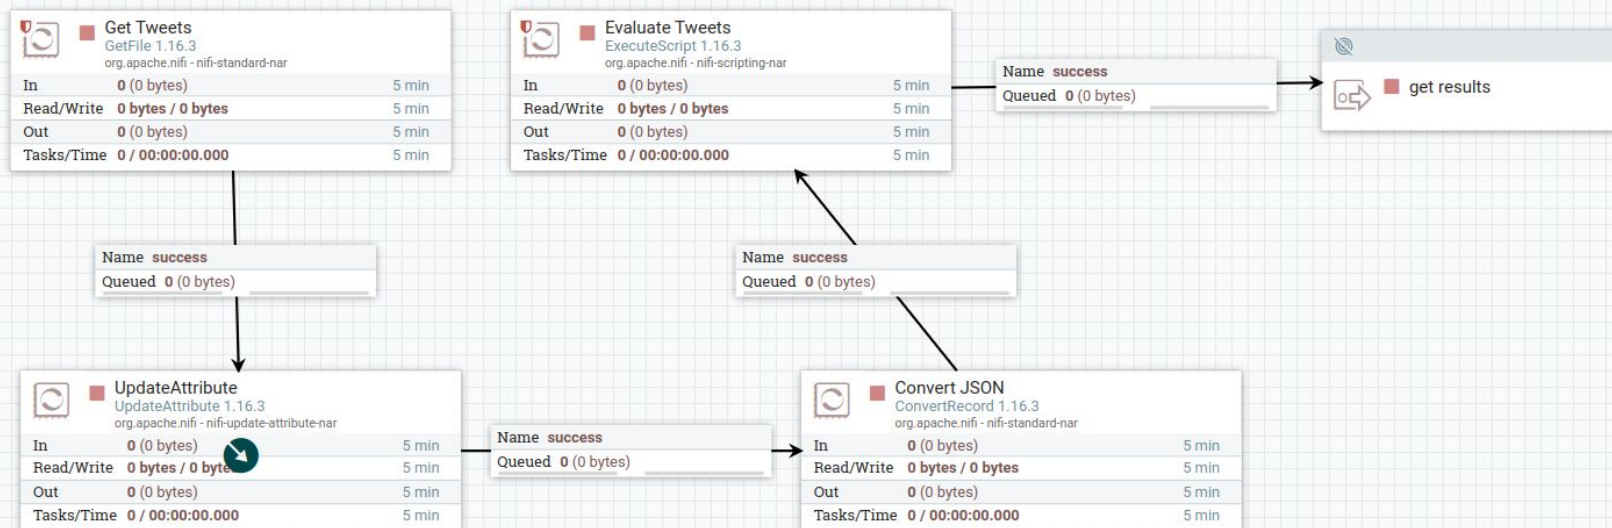 Get Tweets
GetFile 1.16.3
org.apache.nifi - nifi-standard-nar
In 0 (0 bytes) 5 min
Read/Write 0 bytes / 0 bytes 5 min
Out 0 (0 bytes) 5 min
Tasks/Time 0 / 00:00:00.000 5 min
Evaluate Tweets
ExecuteScript 1.16.3
org.apache.nifi - nifi-scripting-nar
In 0 (0 bytes) 5 min
Read/Write 0 bytes / 0 bytes 5 min
Out 0 (0 bytes) 5 min
Tasks/Time 0 / 00:00:00.000 5 min
Name success
Queued 0 (0 bytes)
get results
Name success
Queued 0 (0 bytes)
Name success
Queued 0 (0 bytes)
UpdateAttribute
UpdateAttribute 1.16.3
org.apache.nifi - nifi-update-attribute-nar
In 0 (0 bytes) 5 min
Read/Write 0 bytes / 0 byte 5 min
Out 0 (0 bytes) 5 min
Tasks/Time 0 / 00:00:00.000 5 min
Name success
Queued 0 (0 bytes)
Convert JSON
ConvertRecord 1.16.3
org.apache.nifi - nifi-standard-nar
In 0 (0 bytes) 5 min
Read/Write 0 bytes / 0 bytes 5 min
Out 0 (0 bytes) 5 min
Tasks/Time 0 / 00:00:00.000 5 min